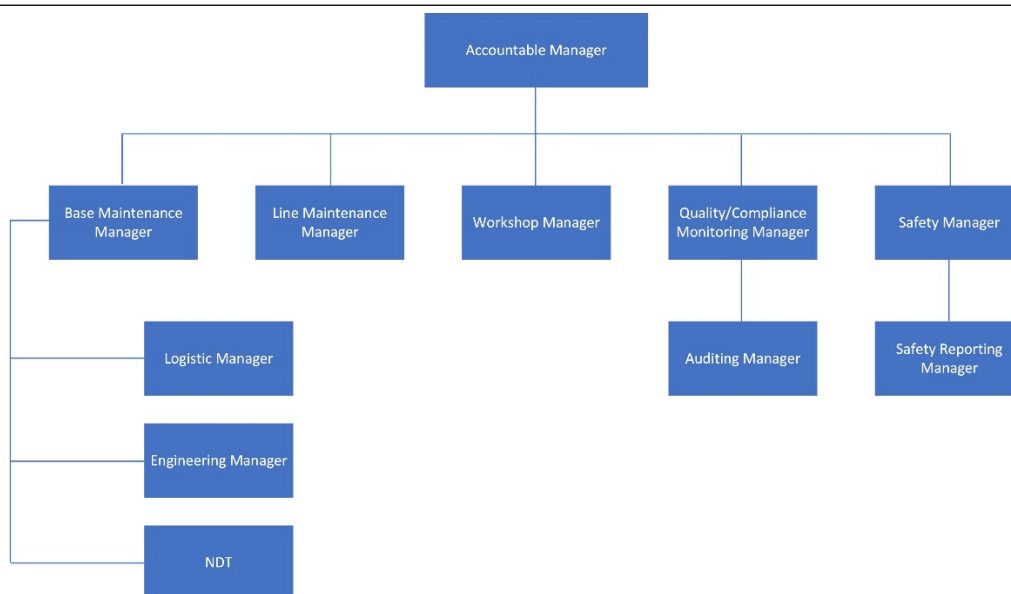 Accountable Manager
Base Maintenance
Manager
Line Maintenance
Manager
Workshop Manager
Quality/Compliance
Monitoring Manager
Safety Manager
Logistic Manager
Auditing Manager
Safety Reporting
Manager
Engineering Manager
NDT